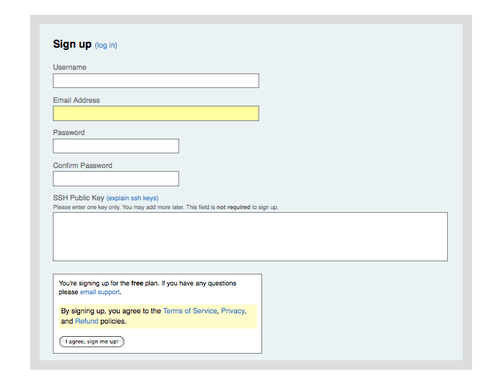 Sign up (log in)
Username
Email Address
Password
Confirm Password
SSH Public Key (explain ssh keys)
Please enter one key only. You may add more later. This field is not required to sign up.
You're signing up for the free plan. If you have any questions
please email support.
By signing up, you agree to the Terms of Service, Privacy,
and Refund policies.
I agree, sign me up!